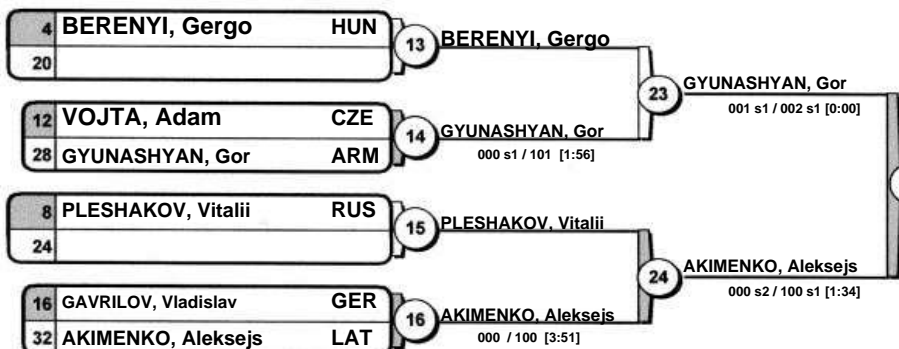 4 BERENYI, Gergo HUN
20
13
BERENYI, Gergo
12 VOJTA, Adam CZE
28 GYUNASHYAN, Gor ARM
14
GYUNASHYAN, Gor
000 s1 / 101 [1:56]
23
GYUNASHYAN, Gor
001 s1 / 002 s1 [0:00]
8 PLESHAKOV, Vitalii RUS
24
15
PLESHAKOV, Vitalii
16 GAVRILOV, Vladislav GER
32 AKIMENKO, Aleksejs LAT
16
AKIMENKO, Aleksejs
000 / 100 [3:51]
24
AKIMENKO, Aleksejs
000 s2 / 100 s1 [1:34]